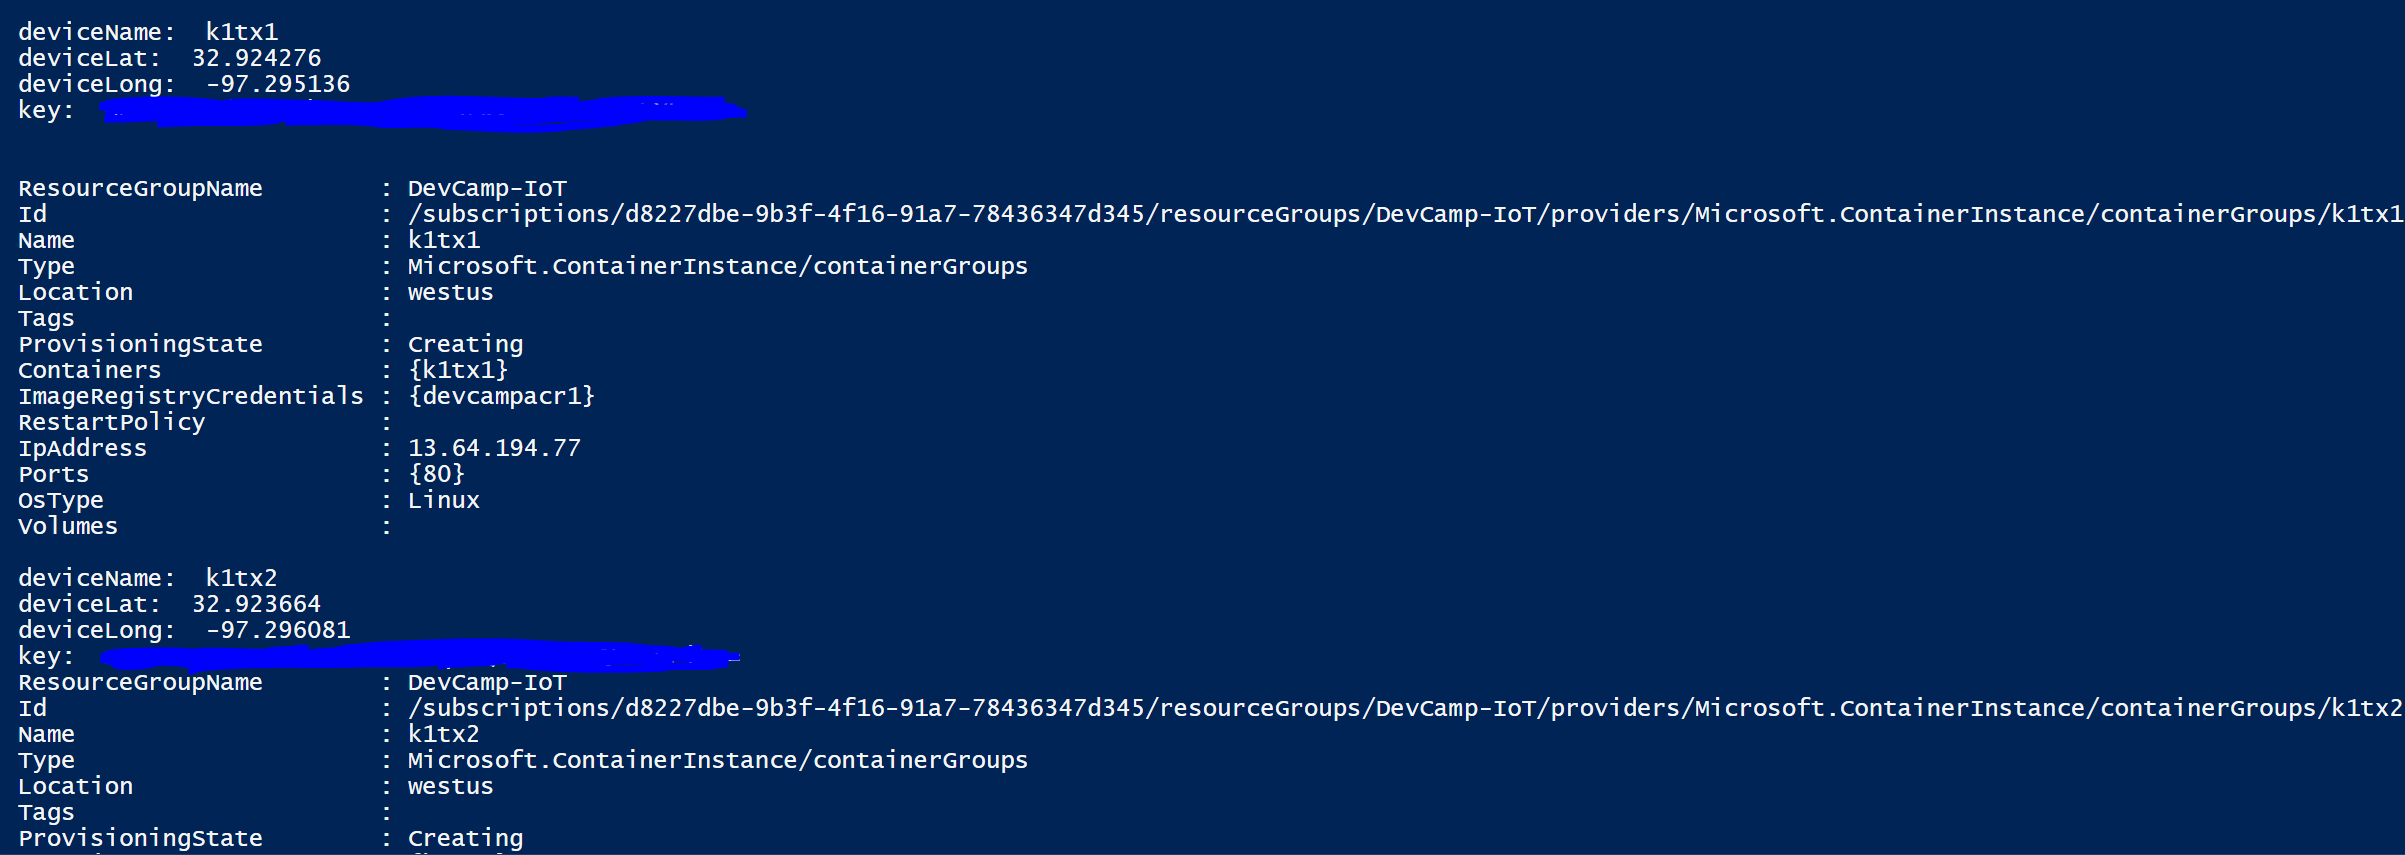 deviceName:  k1tx1
deviceLat:  32.924276
deviceLong:  -97.295136
key:
ResourceGroupName        : DevCamp-IoT
Id                       : /subscriptions/d8227dbe-9b3f-4f16-91a7-78436347d345/resourceGroups/DevCamp-IoT/providers/Microsoft.ContainerInstance/containerGroups/k1tx1
Name                     : k1tx1
Type                     : Microsoft.ContainerInstance/containerGroups
Location                 : westus
Tags                     :
ProvisioningState        : Creating
Containers               : {k1tx1}
ImageRegistryCredentials : {devcampacr1}
RestartPolicy            :
IpAddress                : 13.64.194.77
Ports                    : {80}
OsType                   : Linux
Volumes                  :
deviceName:  k1tx2
deviceLat:  32.923664
deviceLong:  -97.296081
key:
ResourceGroupName        : DevCamp-IoT
Id                       : /subscriptions/d8227dbe-9b3f-4f16-91a7-78436347d345/resourceGroups/DevCamp-IoT/providers/Microsoft.ContainerInstance/containerGroups/k1tx2
Name                     : k1tx2
Type                     : Microsoft.ContainerInstance/containerGroups
Location                 : westus
Tags                     :
ProvisioningState        : Creating